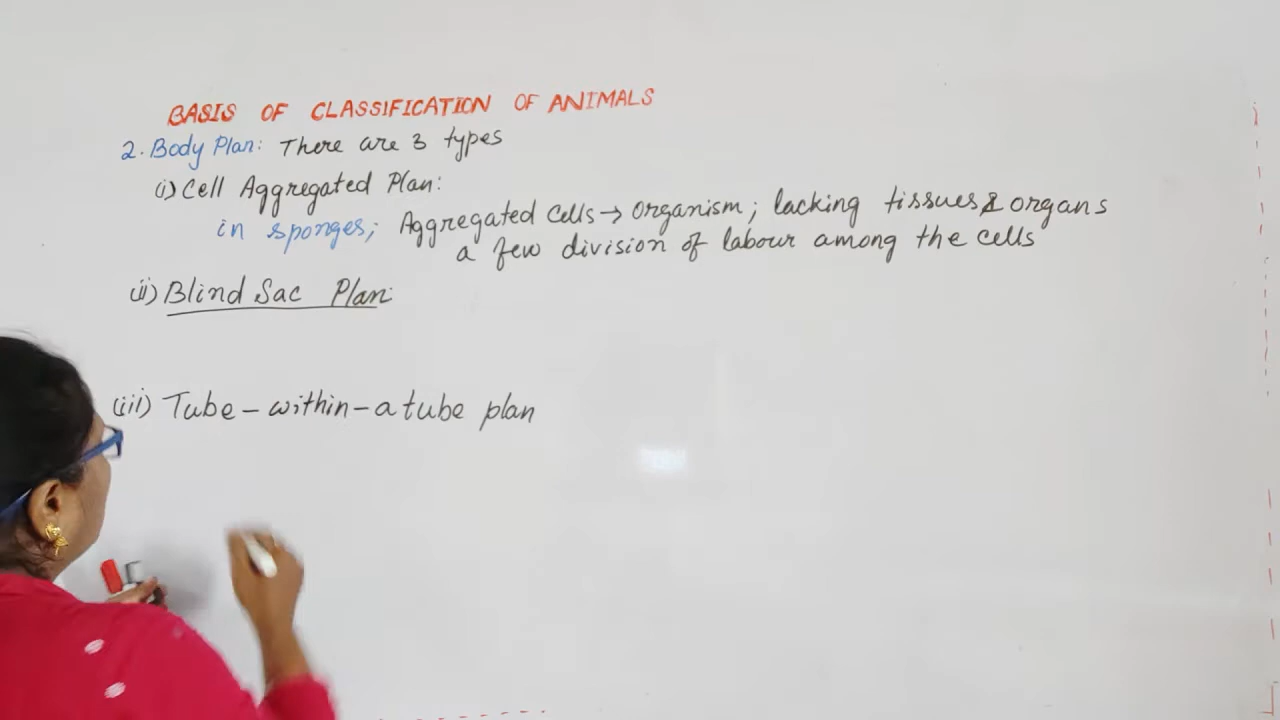 BASIS OF CLASSIFICATION OF ANIMALS
2. Body Plan: There are 3 types
(i) Cell Aggregated Plan:
in sponges; Aggregated Cells → Organism; lacking tissues & organs
a few division of labour among the cells
(ii) Blind Sac Plan:
(iii) Tube-within-a tube plan